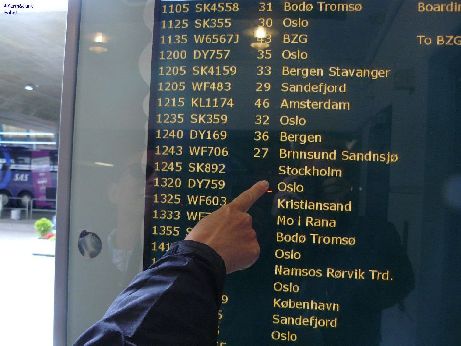 1105 SK4558 31 Bodø Tromsø Boardin
1125 SK355 30 Oslo
1135 W6567J 43 BZG To BZG
1200 DY757 35 Oslo
1205 SK4159 33 Bergen Stavanger
1205 WF483 29 Sandefjord
1215 KL1174 46 Amsterdam
1235 SK359 32 Oslo
1240 DY169 36 Bergen
1243 WF706 27 Brnnsund Sandnsjø
1245 SK892 Stockholm
1320 DY759 Oslo
1325 WF603 Kristiansand
1333 Mo i Rana
1355 Bodø Tromsø
Oslo
Namsos Rørvik Trd.
Oslo
København
Sandefjord
Oslo
SAS